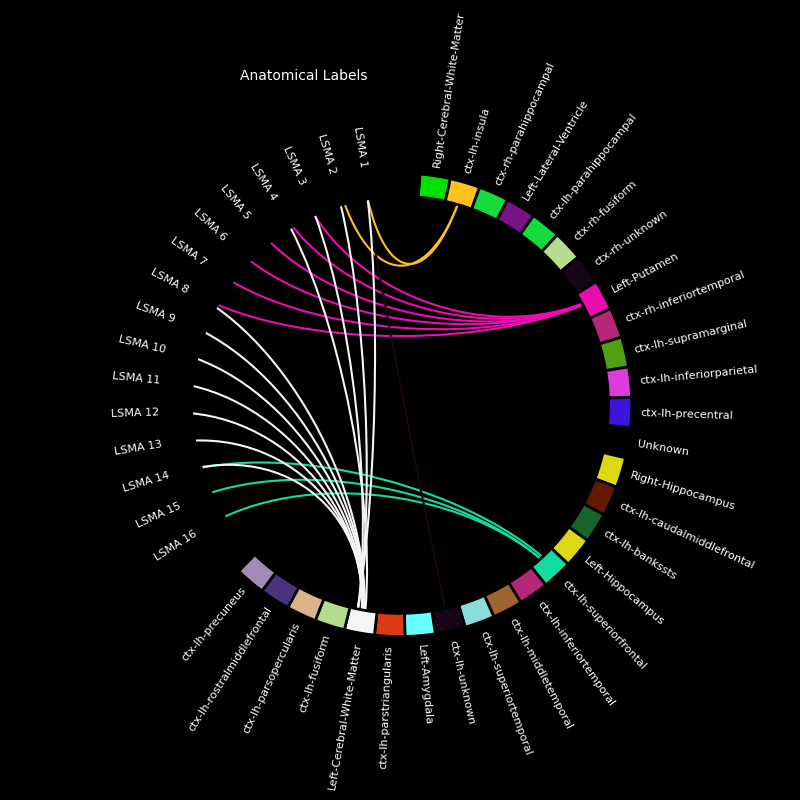 Anatomical Labels
LSMA 1
LSMA 2
LSMA 3
LSMA 4
LSMA 5
LSMA 6
LSMA 7
LSMA 8
LSMA 9
LSMA 10
LSMA 11
LSMA 12
LSMA 13
LSMA 14
LSMA 15
LSMA 16
Right-Cerebral-White-Matter
ctx-lh-insula
ctx-rh-parahippocampal
Left-Lateral-Ventricle
ctx-lh-parahippocampal
ctx-rh-fusiform
ctx-rh-unknown
Left-Putamen
ctx-rh-inferiortemporal
ctx-lh-supramarginal
ctx-lh-inferiorparietal
ctx-lh-precentral
Unknown
Right-Hippocampus
ctx-lh-caudalmiddlefrontal
ctx-lh-bankssts
Left-Hippocampus
ctx-lh-superiorfrontal
ctx-lh-inferiortemporal
ctx-lh-middletemporal
ctx-lh-superiortemporal
ctx-lh-unknown
Left-Amygdala
ctx-lh-parstriangularis
Left-Cerebral-White-Matter
ctx-lh-fusiform
ctx-lh-parsopercularis
ctx-lh-rostralmiddlefrontal
ctx-lh-precuneus